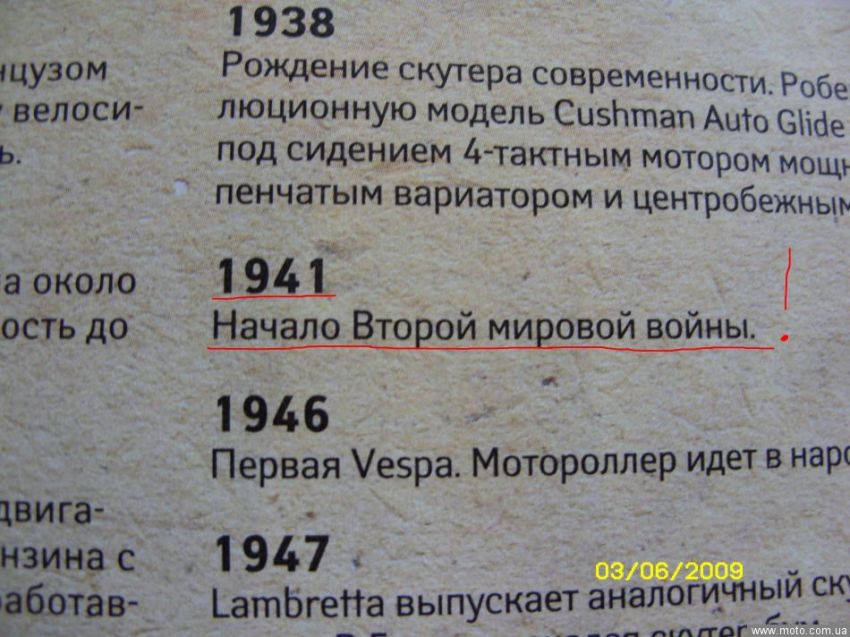 нцузом
велоси-
ь.
та около
ость до
двига-
нзина с
работав-
1938
Рождение скутера современности. Робе
люционную модель Cushman Auto Glide
под сидением 4-тактным мотором мощн
пенчатым вариатором и центробежным
1941
Начало Второй мировой войны.
!
1946
Первая Vespa. Мотороллер идет в наро
1947
Lambretta выпускает аналогичный ску
03/06/2009
www.moto.com.ua